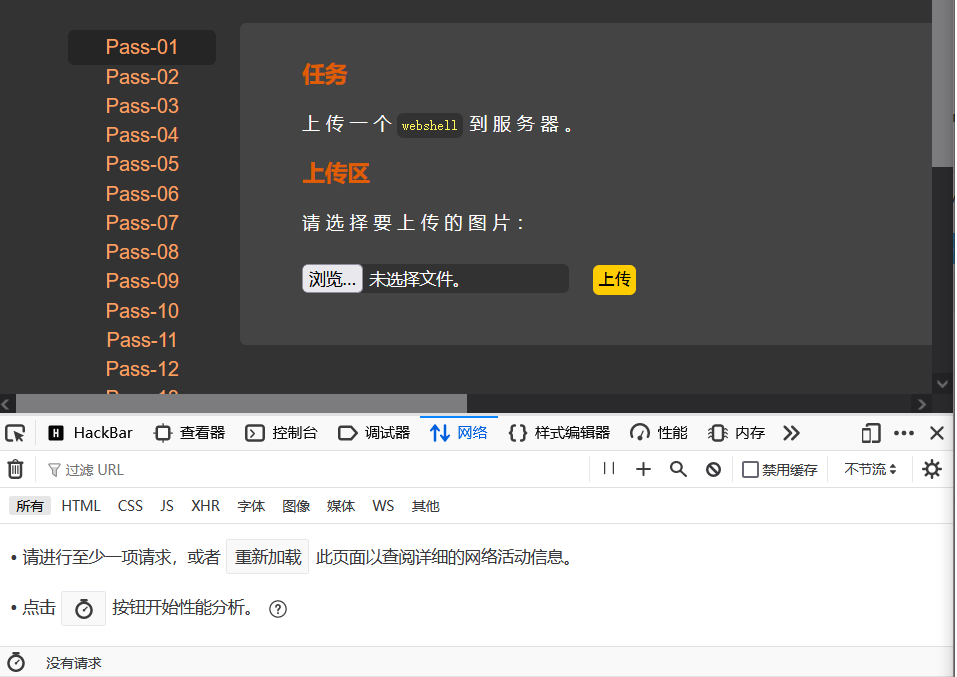 Pass-01
Pass-02
Pass-03
Pass-04
Pass-05
Pass-06
Pass-07
Pass-08
Pass-09
Pass-10
Pass-11
Pass-12
任务
上传一个 webshell 到服务器。
上传区
请选择要上传的图片：
浏览... 未选择文件。 上传
HackBar 查看器 控制台 调试器 网络 样式编辑器 性能 内存
过滤 URL 禁用缓存 不节流
所有 HTML CSS JS XHR 字体 图像 媒体 WS 其他
• 请进行至少一项请求，或者 重新加载 此页面以查阅详细的网络活动信息。
• 点击 按钮开始性能分析。
没有请求